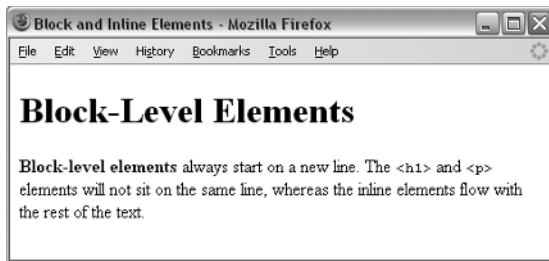 Block and Inline Elements - Mozilla Firefox
File Edit View History Bookmarks Tools Help
Block-Level Elements
Block-level elements always start on a new line. The <h1> and <p>
elements will not sit on the same line, whereas the inline elements flow with
the rest of the text.